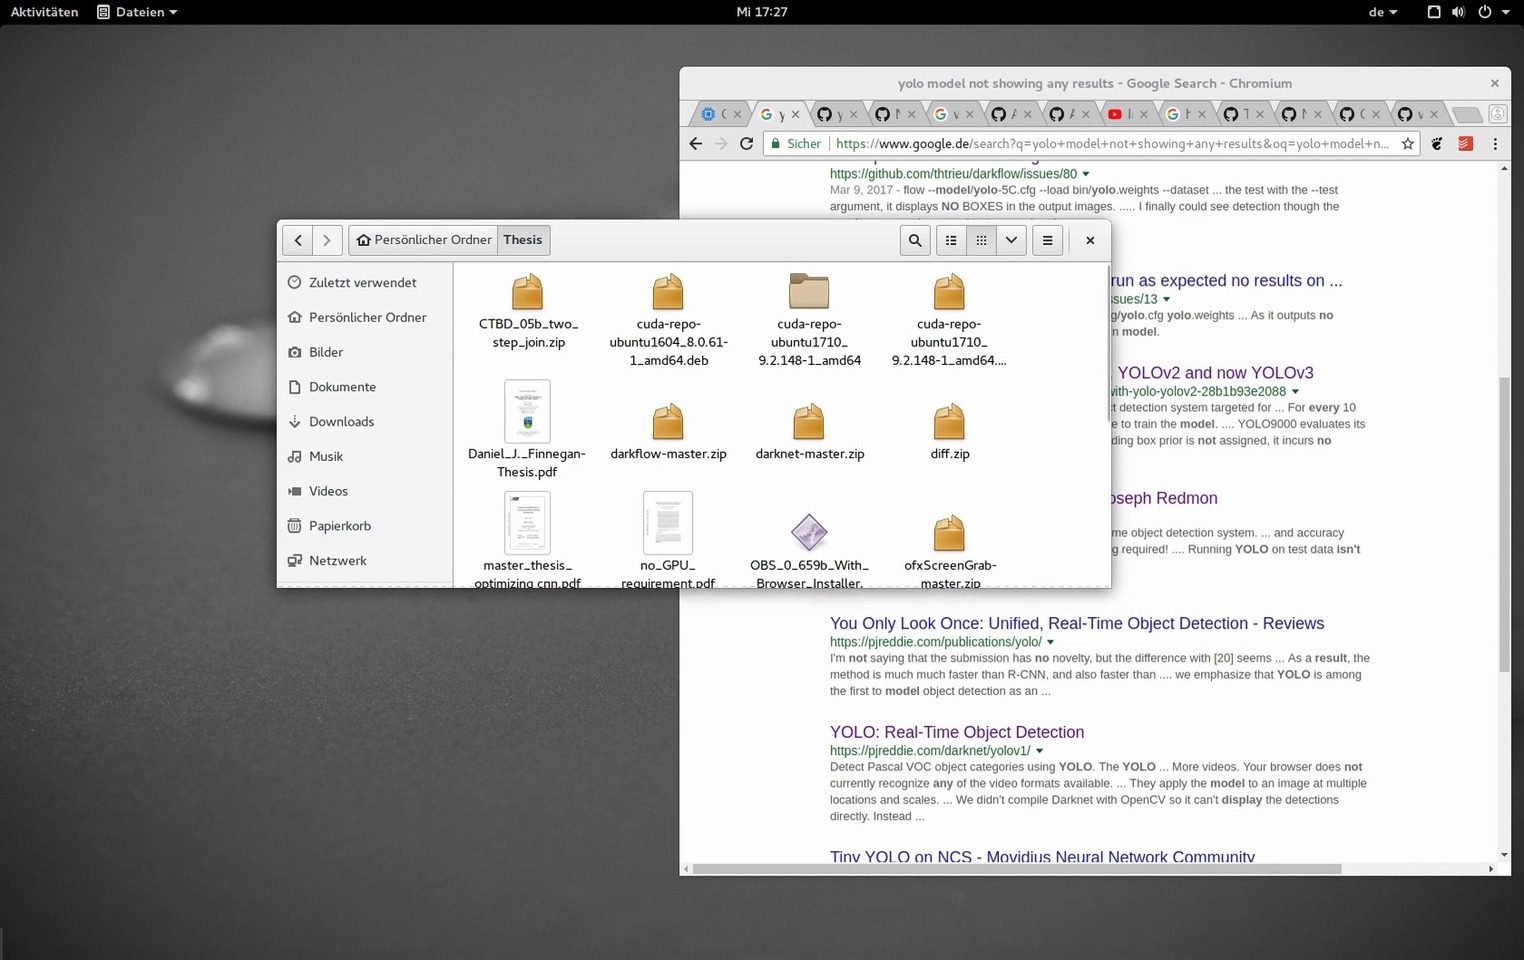 Aktivitäten
Dateien
Mi 17:27
de
yolo model not showing any results - Google Search - Chromium
Sicher
https://www.google.de/search?q=yolo+model+not+showing+any+results&oq=yolo+model+n...
https://github.com/thtrieu/darkflow/issues/80
Mar 9, 2017 - flow --model/yolo-5C.cfg --load bin/yolo.weights --dataset ... the test with the --test
argument, it displays NO BOXES in the output images. ..... I finally could see detection though the
run as expected no results on ...
ssues/13
g/yolo.cfg yolo.weights ... As it outputs no
n model.
, YOLOv2 and now YOLOv3
with-yolo-yolov2-28b1b93e2088
t detection system targeted for ... For every 10
e to train the model. .... YOLO9000 evaluates its
ding box prior is not assigned, it incurs no
oseph Redmon
me object detection system. ... and accuracy
g required! .... Running YOLO on test data isn't
You Only Look Once: Unified, Real-Time Object Detection - Reviews
https://pjreddie.com/publications/yolo/
I'm not saying that the submission has no novelty, but the difference with [20] seems ... As a result, the
method is much much faster than R-CNN, and also faster than .... we emphasize that YOLO is among
the first to model object detection as an ...
YOLO: Real-Time Object Detection
https://pjreddie.com/darknet/yolov1/
Detect Pascal VOC object categories using YOLO. The YOLO ... More videos. Your browser does not
currently recognize any of the video formats available. ... They apply the model to an image at multiple
locations and scales. ... We didn't compile Darknet with OpenCV so it can't display the detections
directly. Instead ...
Tiny YOLO on NCS - Movidius Neural Network Community
Persönlicher Ordner
Thesis
Zuletzt verwendet
Persönlicher Ordner
Bilder
Dokumente
Downloads
Musik
Videos
Papierkorb
Netzwerk
CTBD_05b_two_
step_join.zip
cuda-repo-
ubuntu1604_8.0.61-
1_amd64.deb
cuda-repo-
ubuntu1710_
9.2.148-1_amd64
cuda-repo-
ubuntu1710_
9.2.148-1_amd64....
Daniel_J._Finnegan-
Thesis.pdf
darkflow-master.zip
darknet-master.zip
diff.zip
master_thesis_
optimizing cnn.pdf
no_GPU_
requirement.pdf
OBS_0_659b_With_
Browser_Installer.
ofxScreenGrab-
master.zip